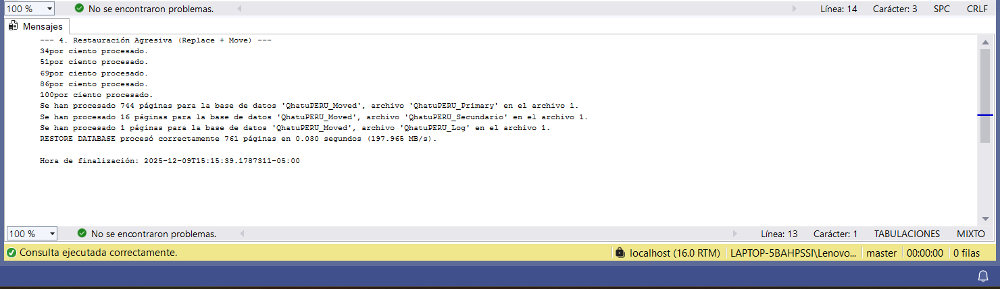 100 % No se encontraron problemas. Línea: 14 Carácter: 3 SPC CRLF
Mensajes
--- 4. Restauración Agresiva (Replace + Move) ---
34por ciento procesado.
51por ciento procesado.
69por ciento procesado.
86por ciento procesado.
100por ciento procesado.
Se han procesado 744 páginas para la base de datos 'QhatuPERU_Moved', archivo 'QhatuPERU_Primary' en el archivo 1.
Se han procesado 16 páginas para la base de datos 'QhatuPERU_Moved', archivo 'QhatuPERU_Secundario' en el archivo 1.
Se han procesado 1 páginas para la base de datos 'QhatuPERU_Moved', archivo 'QhatuPERU_Log' en el archivo 1.
RESTORE DATABASE procesó correctamente 761 páginas en 0.030 segundos (197.965 MB/s).
Hora de finalización: 2025-12-09T15:15:39.1787311-05:00
100 % No se encontraron problemas. Línea: 13 Carácter: 1 TABULACIONES MIXTO
Consulta ejecutada correctamente. localhost (16.0 RTM) LAPTOP-5BAHPSSI\Lenovo... master 00:00:00 0 filas